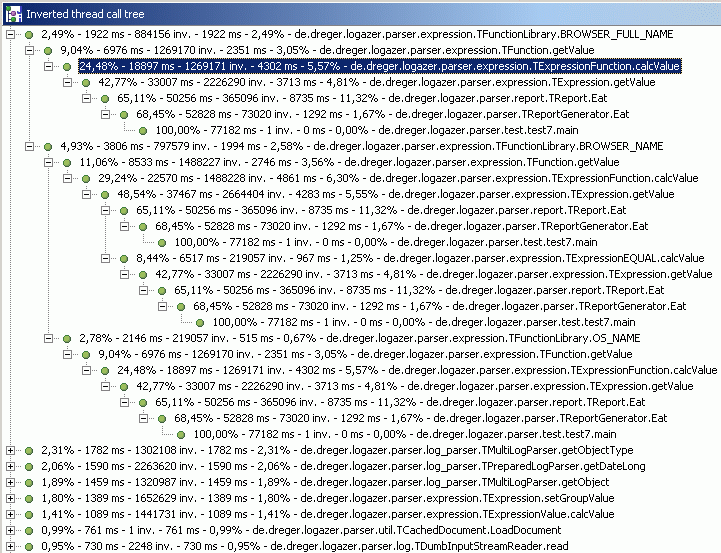 Inverted thread call tree
2,49% - 1922 ms - 884156 inv. - 1922 ms - 2,49% - de.dreger.logazer.parser.expression.TFunctionLibrary.BROWSER_FULL_NAME
9,04% - 6976 ms - 1269170 inv. - 2351 ms - 3,05% - de.dreger.logazer.parser.expression.TFunction.getValue
24,48% - 18897 ms - 1269171 inv. - 4302 ms - 5,57% - de.dreger.logazer.parser.expression.TExpressionFunction.calcValue
42,77% - 33007 ms - 2226290 inv. - 3713 ms - 4,81% - de.dreger.logazer.parser.expression.TExpression.getValue
65,11% - 50256 ms - 365096 inv. - 8735 ms - 11,32% - de.dreger.logazer.parser.report.TReport.Eat
68,45% - 52828 ms - 73020 inv. - 1292 ms - 1,67% - de.dreger.logazer.parser.TReportGenerator.Eat
100,00% - 77182 ms - 1 inv. - 0 ms - 0,00% - de.dreger.logazer.parser.test.test7.main
4,93% - 3806 ms - 797579 inv. - 1994 ms - 2,58% - de.dreger.logazer.parser.expression.TFunctionLibrary.BROWSER_NAME
11,06% - 8533 ms - 1488227 inv. - 2746 ms - 3,56% - de.dreger.logazer.parser.expression.TFunction.getValue
29,24% - 22570 ms - 1488228 inv. - 4861 ms - 6,30% - de.dreger.logazer.parser.expression.TExpressionFunction.calcValue
48,54% - 37467 ms - 2664404 inv. - 4283 ms - 5,55% - de.dreger.logazer.parser.expression.TExpression.getValue
65,11% - 50256 ms - 365096 inv. - 8735 ms - 11,32% - de.dreger.logazer.parser.report.TReport.Eat
68,45% - 52828 ms - 73020 inv. - 1292 ms - 1,67% - de.dreger.logazer.parser.TReportGenerator.Eat
100,00% - 77182 ms - 1 inv. - 0 ms - 0,00% - de.dreger.logazer.parser.test.test7.main
8,44% - 6517 ms - 219057 inv. - 967 ms - 1,25% - de.dreger.logazer.parser.expression.TExpressionEQUAL.calcValue
42,77% - 33007 ms - 2226290 inv. - 3713 ms - 4,81% - de.dreger.logazer.parser.expression.TExpression.getValue
65,11% - 50256 ms - 365096 inv. - 8735 ms - 11,32% - de.dreger.logazer.parser.report.TReport.Eat
68,45% - 52828 ms - 73020 inv. - 1292 ms - 1,67% - de.dreger.logazer.parser.TReportGenerator.Eat
100,00% - 77182 ms - 1 inv. - 0 ms - 0,00% - de.dreger.logazer.parser.test.test7.main
2,78% - 2146 ms - 219057 inv. - 515 ms - 0,67% - de.dreger.logazer.parser.expression.TFunctionLibrary.OS_NAME
9,04% - 6976 ms - 1269170 inv. - 2351 ms - 3,05% - de.dreger.logazer.parser.expression.TFunction.getValue
24,48% - 18897 ms - 1269171 inv. - 4302 ms - 5,57% - de.dreger.logazer.parser.expression.TExpressionFunction.calcValue
42,77% - 33007 ms - 2226290 inv. - 3713 ms - 4,81% - de.dreger.logazer.parser.expression.TExpression.getValue
65,11% - 50256 ms - 365096 inv. - 8735 ms - 11,32% - de.dreger.logazer.parser.report.TReport.Eat
68,45% - 52828 ms - 73020 inv. - 1292 ms - 1,67% - de.dreger.logazer.parser.TReportGenerator.Eat
100,00% - 77182 ms - 1 inv. - 0 ms - 0,00% - de.dreger.logazer.parser.test.test7.main
2,31% - 1782 ms - 1302108 inv. - 1782 ms - 2,31% - de.dreger.logazer.parser.log_parser.TMultiLogParser.getObjectType
2,06% - 1590 ms - 2263620 inv. - 1590 ms - 2,06% - de.dreger.logazer.parser.log_parser.TPreparedLogParser.getDateLong
1,89% - 1459 ms - 1320987 inv. - 1459 ms - 1,89% - de.dreger.logazer.parser.log_parser.TMultiLogParser.getObject
1,80% - 1389 ms - 1652629 inv. - 1389 ms - 1,80% - de.dreger.logazer.parser.expression.TExpression.setGroupValue
1,41% - 1089 ms - 1441731 inv. - 1089 ms - 1,41% - de.dreger.logazer.parser.expression.TExpressionValue.calcValue
0,99% - 761 ms - 1 inv. - 761 ms - 0,99% - de.dreger.logazer.parser.util.TCachedDocument.LoadDocument
0,95% - 730 ms - 2248 inv. - 730 ms - 0,95% - de.dreger.logazer.parser.log.TDumbInputStreamReader.read